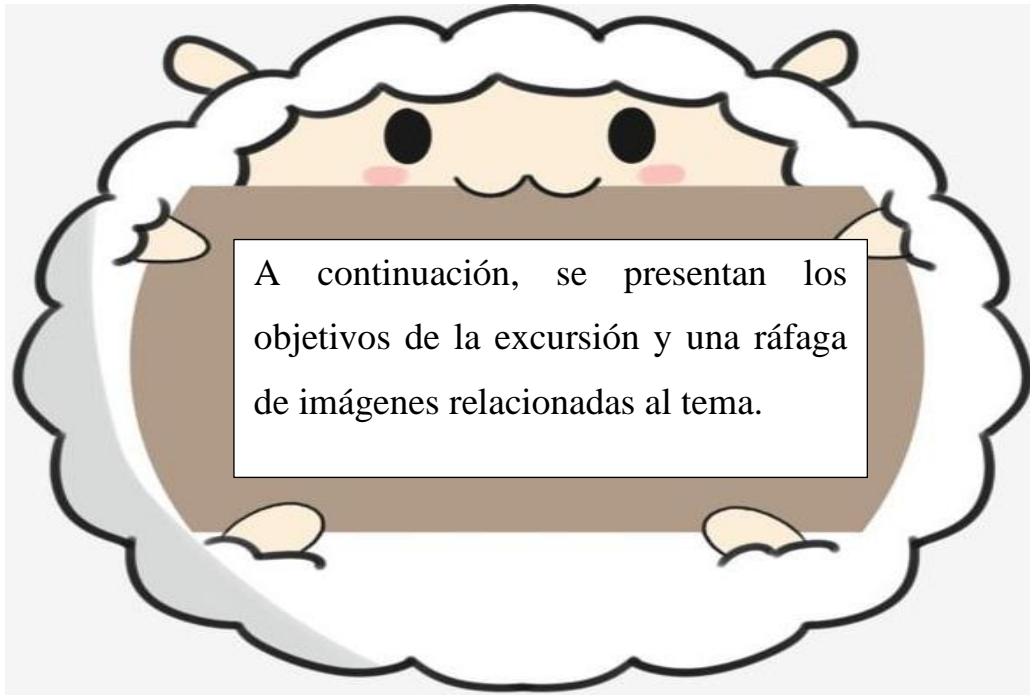 A continuación, se presentan los
objetivos de la excursión y una ráfaga
de imágenes relacionadas al tema.